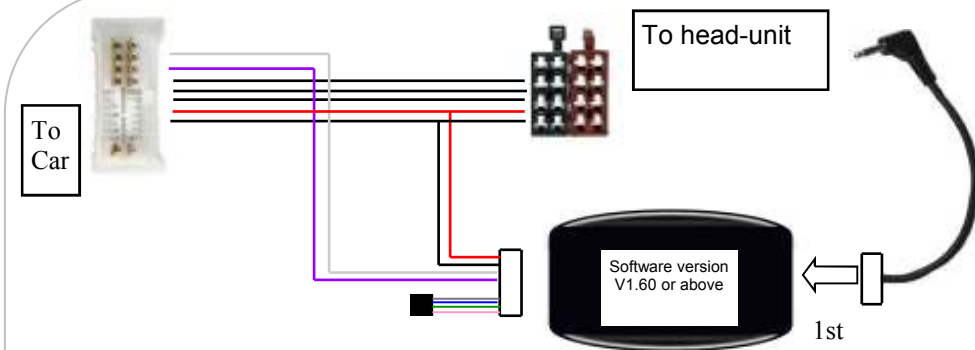 To head-unit
To
Car
Software version
V1.60 or above
1st